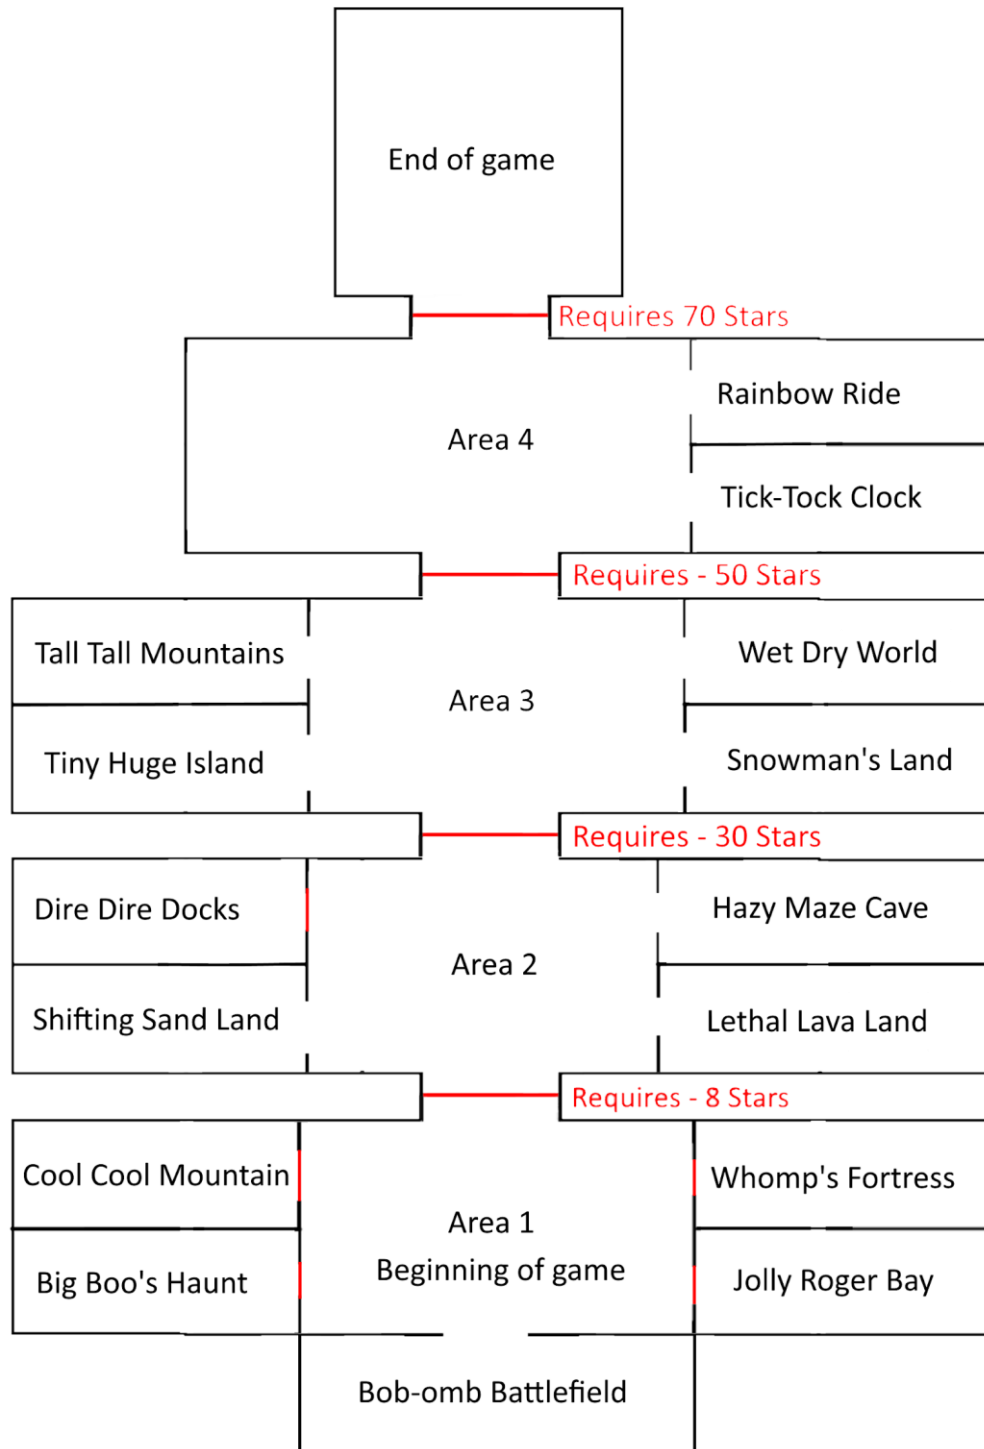 End of game
Requires 70 Stars
Rainbow Ride
Area 4
Tick-Tock Clock
Requires - 50 Stars
Tall Tall Mountains
Wet Dry World
Area 3
Tiny Huge Island
Snowman's Land
Requires - 30 Stars
Dire Dire Docks
Hazy Maze Cave
Area 2
Shifting Sand Land
Lethal Lava Land
Requires - 8 Stars
Cool Cool Mountain
Whomp's Fortress
Area 1
Beginning of game
Big Boo's Haunt
Jolly Roger Bay
Bob-omb Battlefield